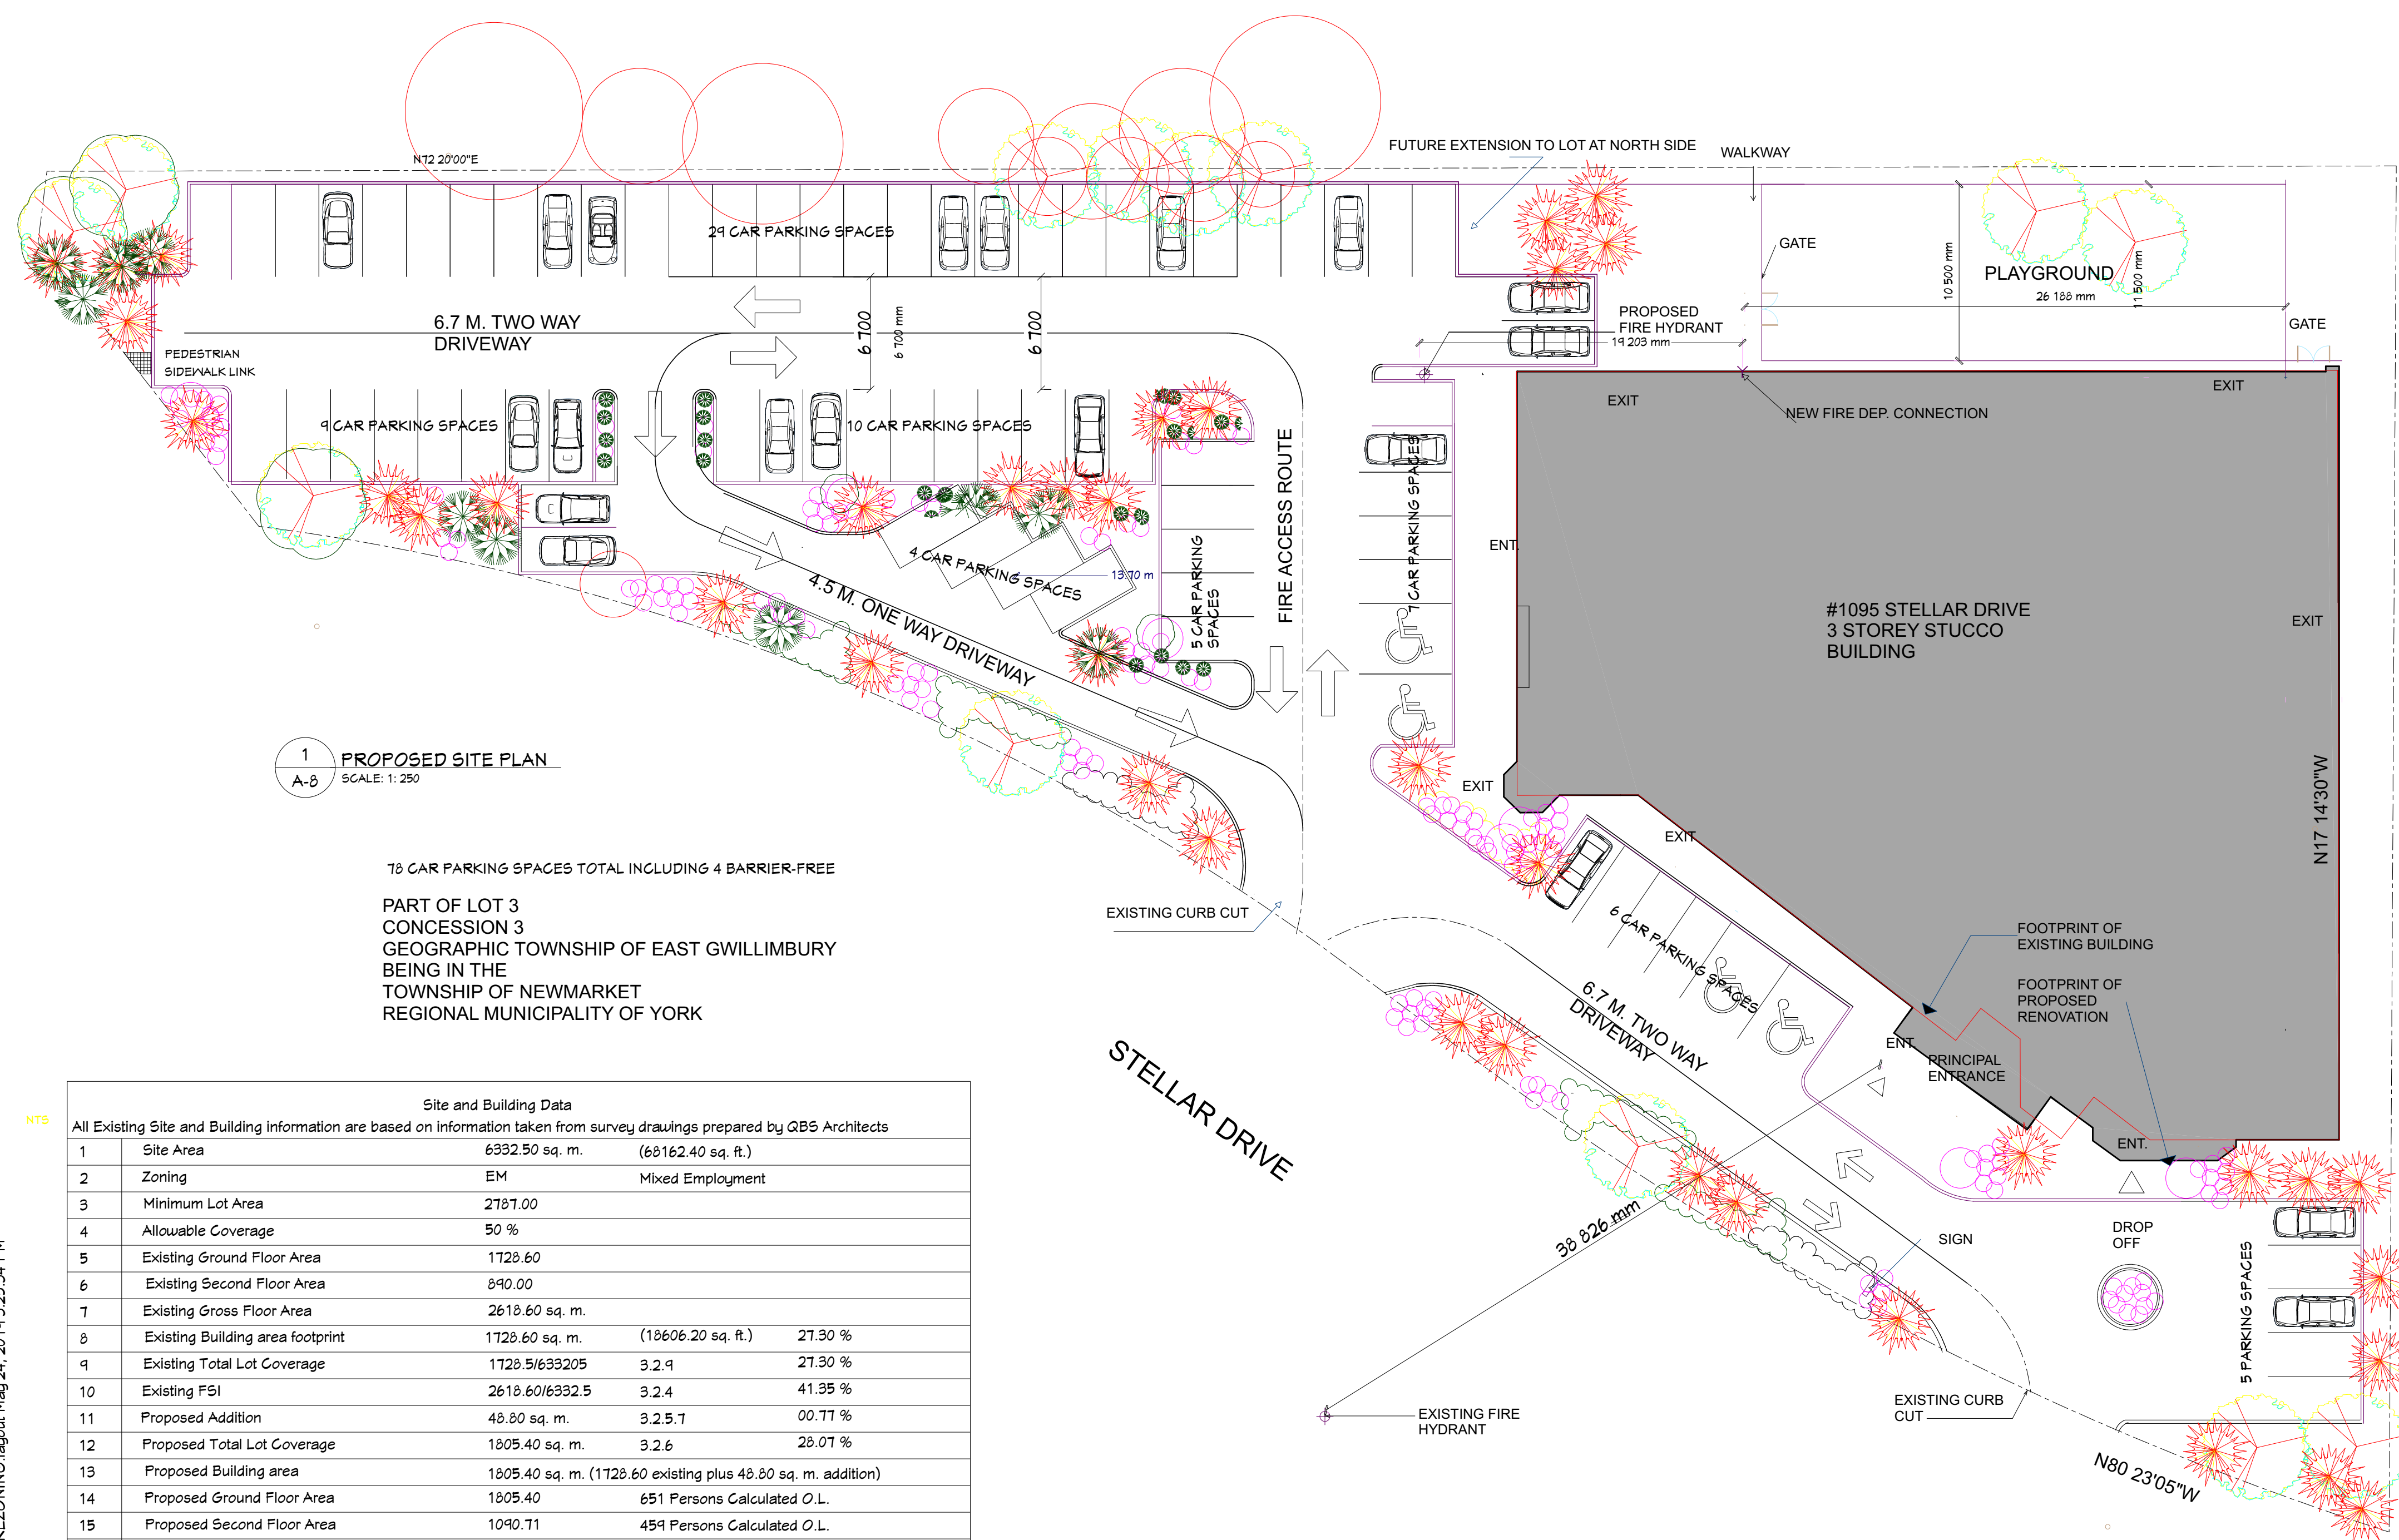 N72 20'00"E
FUTURE EXTENSION TO LOT AT NORTH SIDE
WALKWAY
29 CAR PARKING SPACES
GATE
10 500 mm
PLAYGROUND
26 188 mm
11 500 mm
GATE
6.7 M. TWO WAY
DRIVEWAY
6 700
6 700 mm
6 700
PROPOSED
FIRE HYDRANT
19 203 mm
PEDESTRIAN
SIDEWALK LINK
EXIT
EXIT
NEW FIRE DEP. CONNECTION
9 CAR PARKING SPACES
10 CAR PARKING SPACES
FIRE ACCESS ROUTE
7 CAR PARKING SPACES
ENT.
4 CAR PARKING SPACES
13.70 m
5 CAR PARKING
SPACES
4.5 M. ONE WAY DRIVEWAY
#1095 STELLAR DRIVE
3 STOREY STUCCO
BUILDING
EXIT
1
A-8
PROPOSED SITE PLAN
SCALE: 1: 250
EXIT
EXIT
N17 14'30"W
78 CAR PARKING SPACES TOTAL INCLUDING 4 BARRIER-FREE
PART OF LOT 3
CONCESSION 3
GEOGRAPHIC TOWNSHIP OF EAST GWILLIMBURY
BEING IN THE
TOWNSHIP OF NEWMARKET
REGIONAL MUNICIPALITY OF YORK
EXISTING CURB CUT
6 CAR PARKING SPACES
FOOTPRINT OF
EXISTING BUILDING
FOOTPRINT OF
PROPOSED
RENOVATION
6.7 M. TWO WAY
DRIVEWAY
ENT.
PRINCIPAL
ENTRANCE
STELLAR DRIVE
ENT.
38 826 mm
SIGN
DROP
OFF
5 PARKING SPACES
EXISTING FIRE
HYDRANT
EXISTING CURB
CUT
N80 23'05"W
N78
Site and Building Data
All Existing Site and Building information are based on information taken from survey drawings prepared by QBS Architects
1 Site Area 6332.50 sq. m. (68162.40 sq. ft.)
2 Zoning EM Mixed Employment
3 Minimum Lot Area 2787.00
4 Allowable Coverage 50 %
5 Existing Ground Floor Area 1728.60
6 Existing Second Floor Area 890.00
7 Existing Gross Floor Area 2618.60 sq. m.
8 Existing Building area footprint 1728.60 sq. m. (18606.20 sq. ft.) 27.30 %
9 Existing Total Lot Coverage 1728.5/633205 3.2.9 27.30 %
10 Existing FSI 2618.60/6332.5 3.2.4 41.35 %
11 Proposed Addition 48.80 sq. m. 3.2.5.7 00.77 %
12 Proposed Total Lot Coverage 1805.40 sq. m. 3.2.6 28.07 %
13 Proposed Building area 1805.40 sq. m. (1728.60 existing plus 48.80 sq. m. addition)
14 Proposed Ground Floor Area 1805.40 651 Persons Calculated O.L.
15 Proposed Second Floor Area 1090.71 459 Persons Calculated O.L.